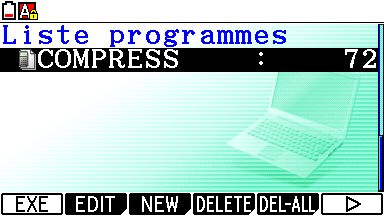 A
Liste programmes
COMPRESS : 72
EXE EDIT NEW DELETE DEL-ALL ▷